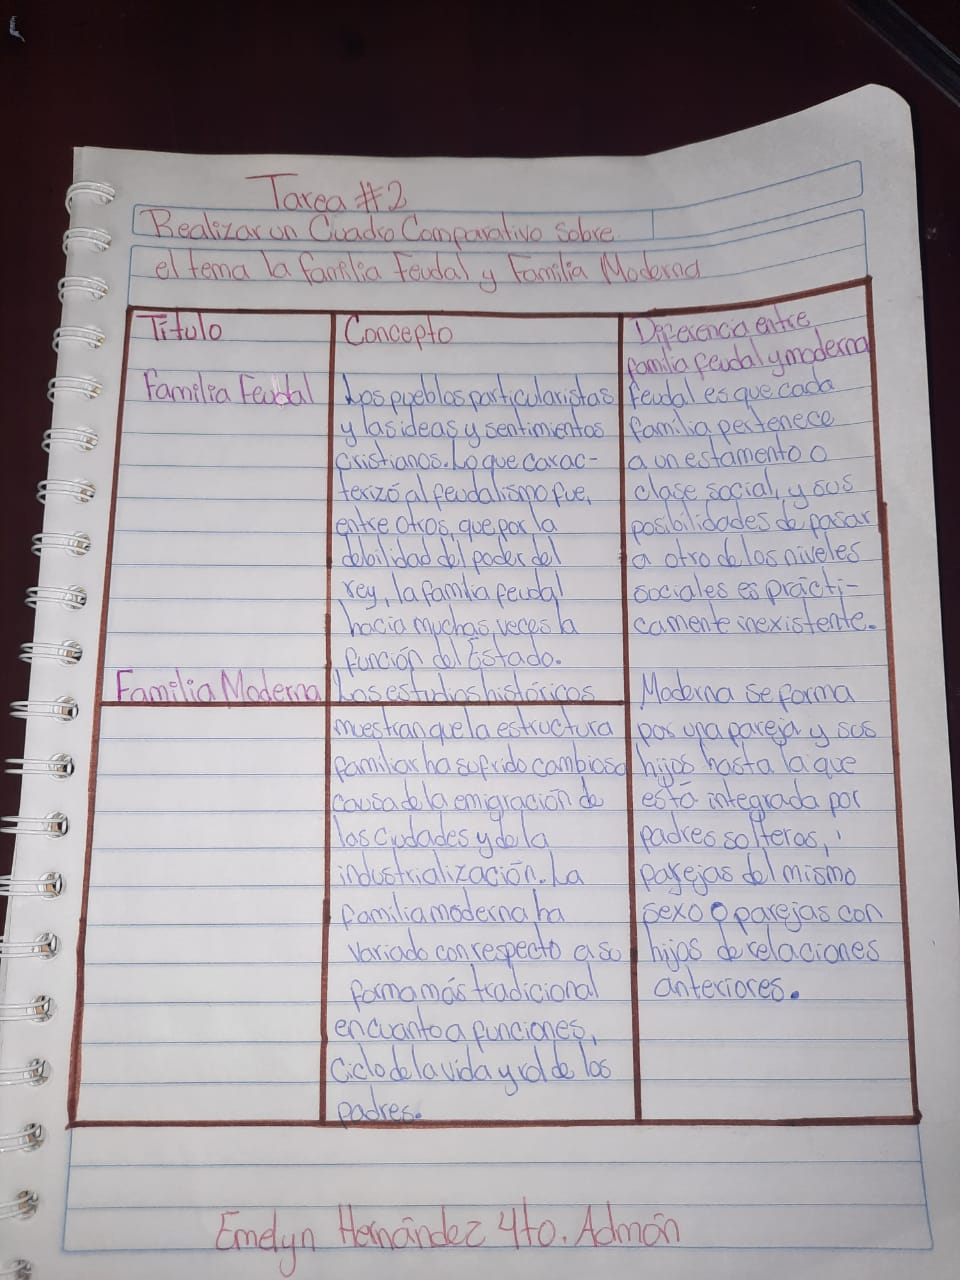 Tarea #2
Realizar un Cuadro Comparativo sobre
el tema la familia Feudal y Familia Moderna
Título
Concepto
Diferencia entre
familia feudal y moderna
Familia Feudal
Los pueblos particularistas
y las ideas y sentimientos
cristianos. Lo que carac-
terizó al feudalismo fue,
entre otros, que por la
debilidad del poder del
rey, la familia feudal
hacia muchas veces la
función del Estado.
feudal es que cada
familia pertenece
a un estamento o
clase social, y sus
posibilidades de pasar
a otro de los niveles
sociales es prácti-
camente inexistente.
Familia Moderna
Los estudios históricos
muestran que la estructura
familiar ha sufrido cambios a
causa de la emigración de
las ciudades y de la
industrialización. La
familia moderna ha
variado con respecto a su
forma más tradicional
en cuanto a funciones,
ciclo de la vida y rol de los
padres.
Moderna se forma
por una pareja y sus
hijos hasta la que
está integrada por
padres solteros,
parejas del mismo
sexo o parejas con
hijos de relaciones
anteriores.
Emelyn Hernández 4to. Admón